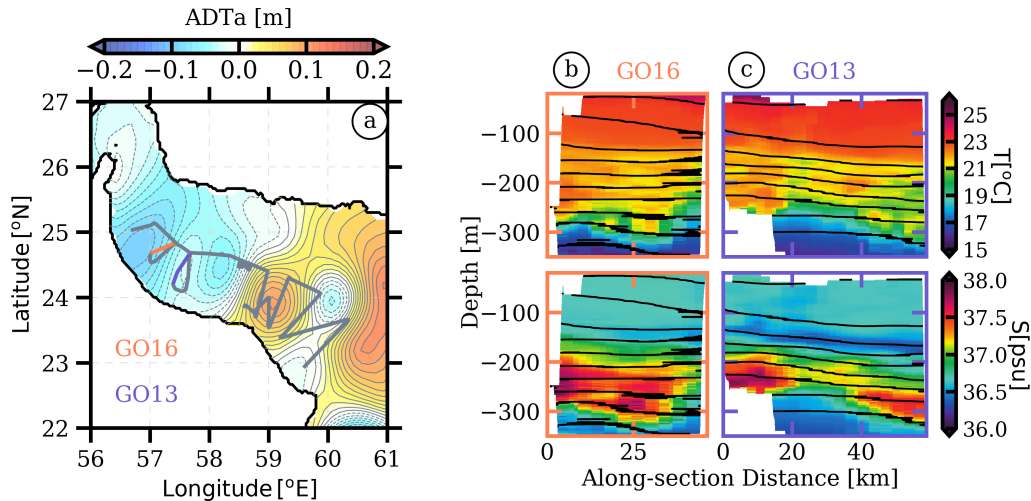 ADTa [m]
−0.2 −0.1 0.0 0.1 0.2
27
26
25
24
23
22
Latitude [°N]
a
GO16
GO13
56 57 58 59 60 61
Longitude [°E]
b GO16
c GO13
−100
−200
−300
−100
−200
−300
Depth [m]
0 25
0 20 40
Along-section Distance [km]
25
23
21
19
17
15
T[°C]
38.0
37.5
37.0
36.5
36.0
S[psu]